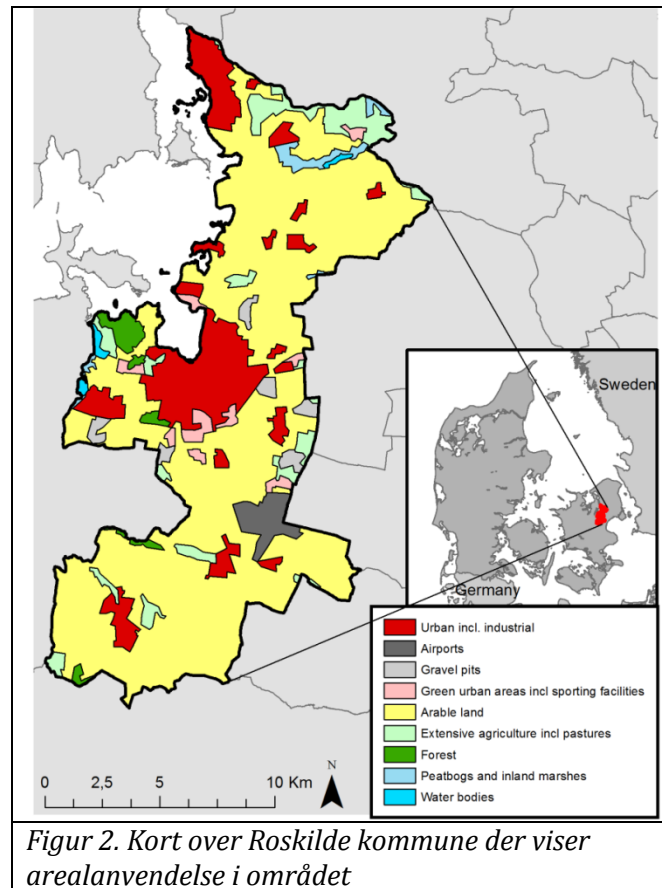 Sweden
Germany
Urban incl. industrial
Airports
Gravel pits
Green urban areas incl sporting facilities
Arable land
Extensive agriculture incl pastures
Forest
Peatbogs and inland marshes
Water bodies
N
0 2,5 5 10 Km
Figur 2. Kort over Roskilde kommune der viser
arealanvendelse i området